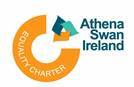 Athena
Swan
Ireland
EQUALITY CHARTER